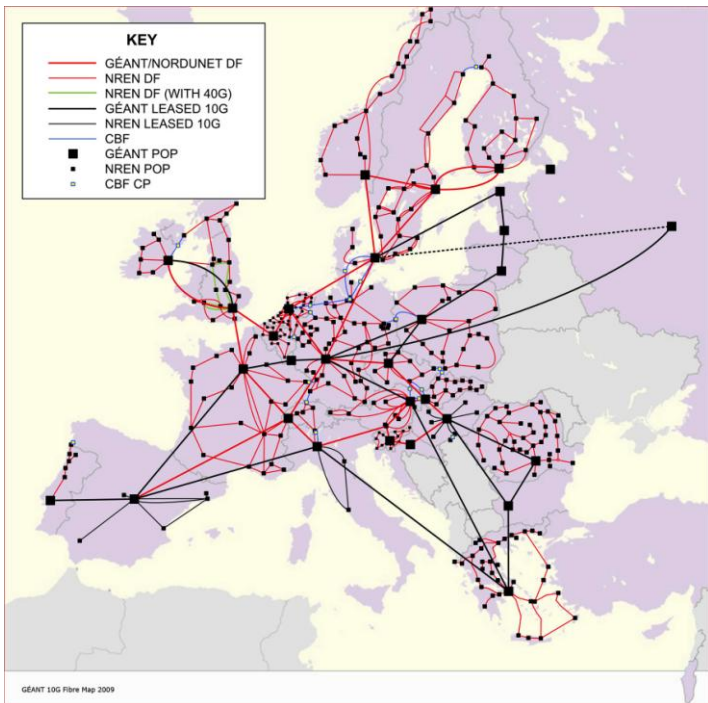 KEY
GÉANT/NORDUNET DF
NREN DF
NREN DF (WITH 40G)
GÉANT LEASED 10G
NREN LEASED 10G
CBF
GÉANT POP
NREN POP
CBF CP
GÉANT 10G Fibre Map 2009